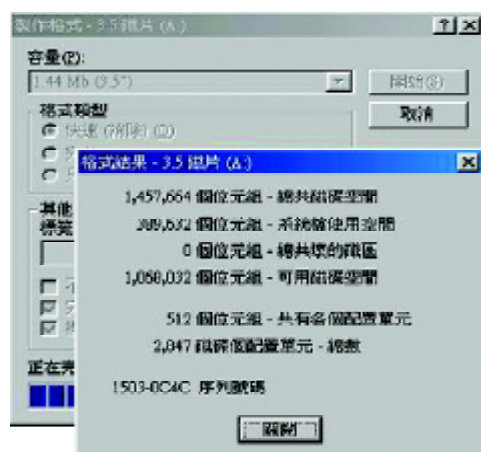 製作格式 - 3.5 磁片 (A:)
容量(P):
1.44 Mb (3.5")
開始(S)
格式類型
快速 (消除) (Q)
取消
格式結果 - 3.5 磁片 (A:)
1,457,664 個位元組 - 總共磁碟空間
389,632 個位元組 - 系統檔使用空間
0 個位元組 - 總共壞的磁區
1,068,032 個位元組 - 可用磁碟空間
512 個位元組 - 共有各個配置單元
2,847 磁碟個配置單元 - 總數
1503-0C4C 序列號碼
其他
標籤
正在完
關閉